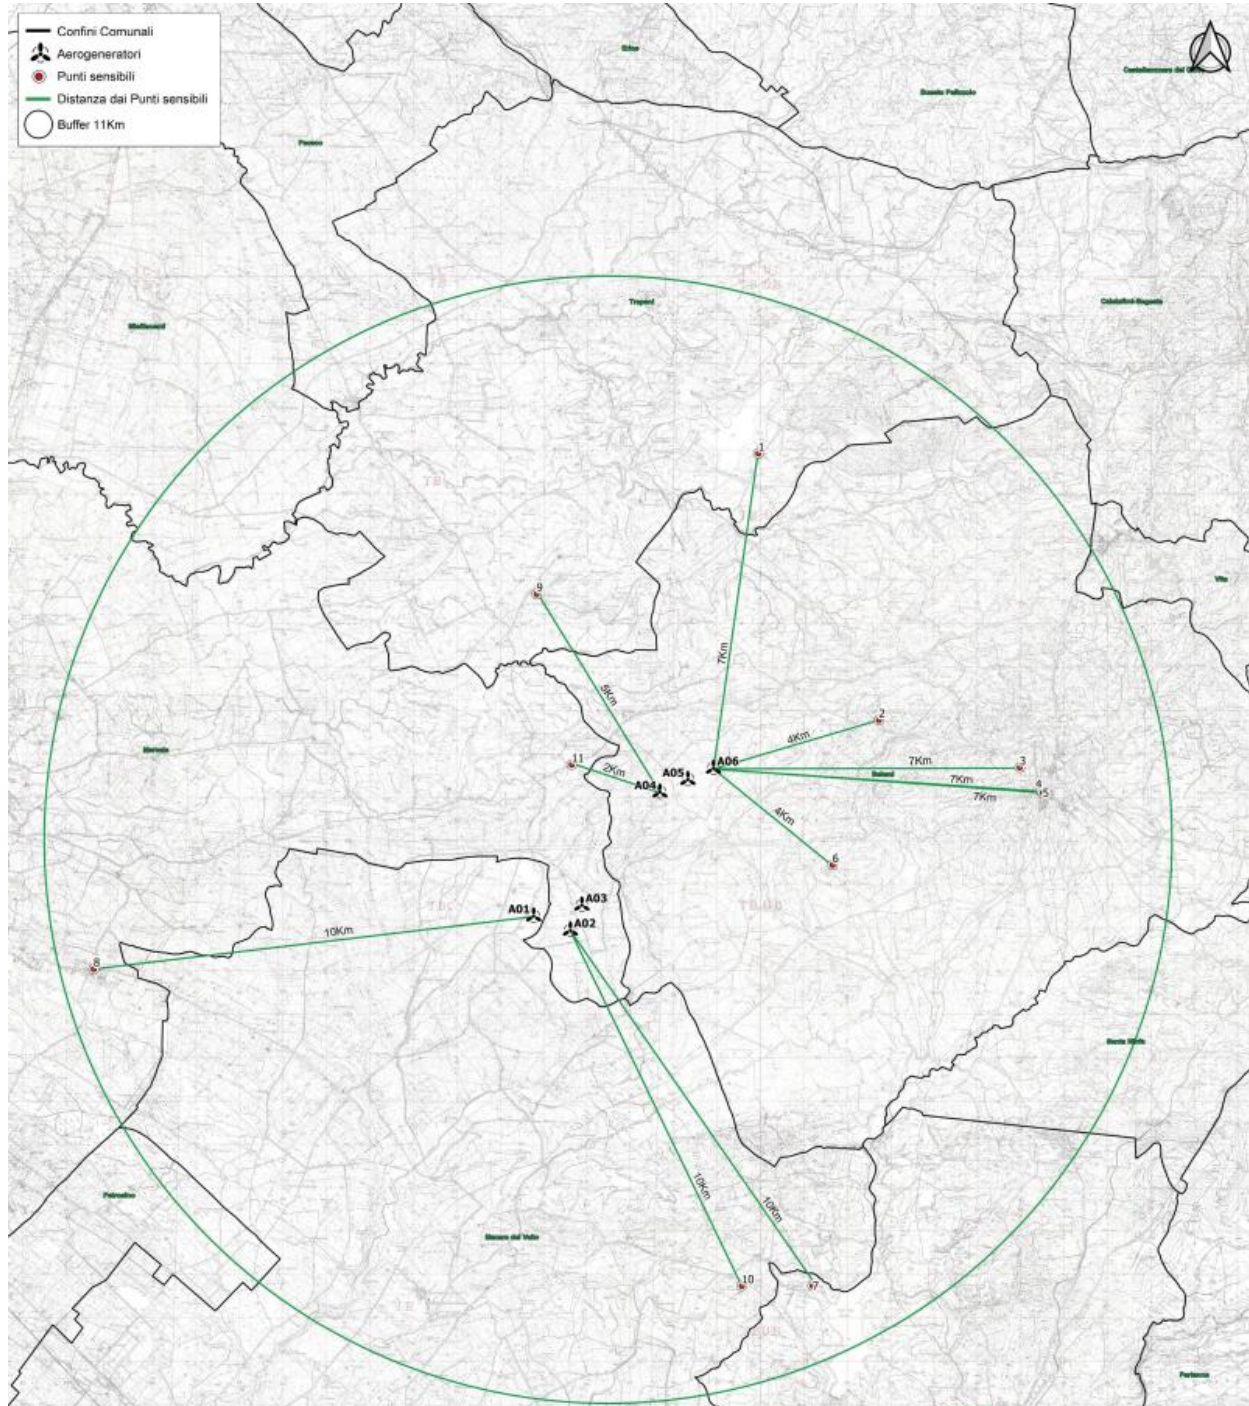 Confini Comunali
Aerogeneratori
Punti sensibili
Distanza dai Punti sensibili
Buffer 11Km
Erice
Buseto Palizzolo
Paceco
Trapani
Calatafimi-Segesta
Misiliscemi
1
Vita
9
7Km
5Km
2
4Km
Marsala
11
2Km
A04
A05
A06
7Km
3
Salemi
7Km
4
7Km
5
4Km
6
A03
A01
A02
10Km
8
Santa Ninfa
Petrosino
10Km
10Km
Mazara del Vallo
10
7
Partanna